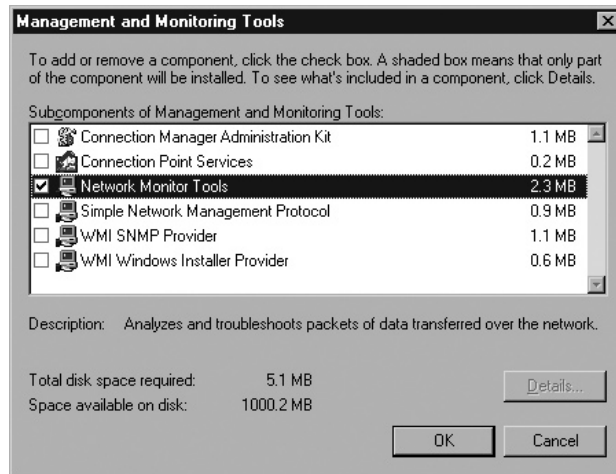 Management and Monitoring Tools
To add or remove a component, click the check box. A shaded box means that only part
of the component will be installed. To see what's included in a component, click Details.
Subcomponents of Management and Monitoring Tools:
Connection Manager Administration Kit 1.1 MB
Connection Point Services 0.2 MB
Network Monitor Tools 2.3 MB
Simple Network Management Protocol 0.9 MB
WMI SNMP Provider 1.1 MB
WMI Windows Installer Provider 0.6 MB
Description: Analyzes and troubleshoots packets of data transferred over the network.
Total disk space required: 5.1 MB
Space available on disk: 1000.2 MB
Details...
OK Cancel